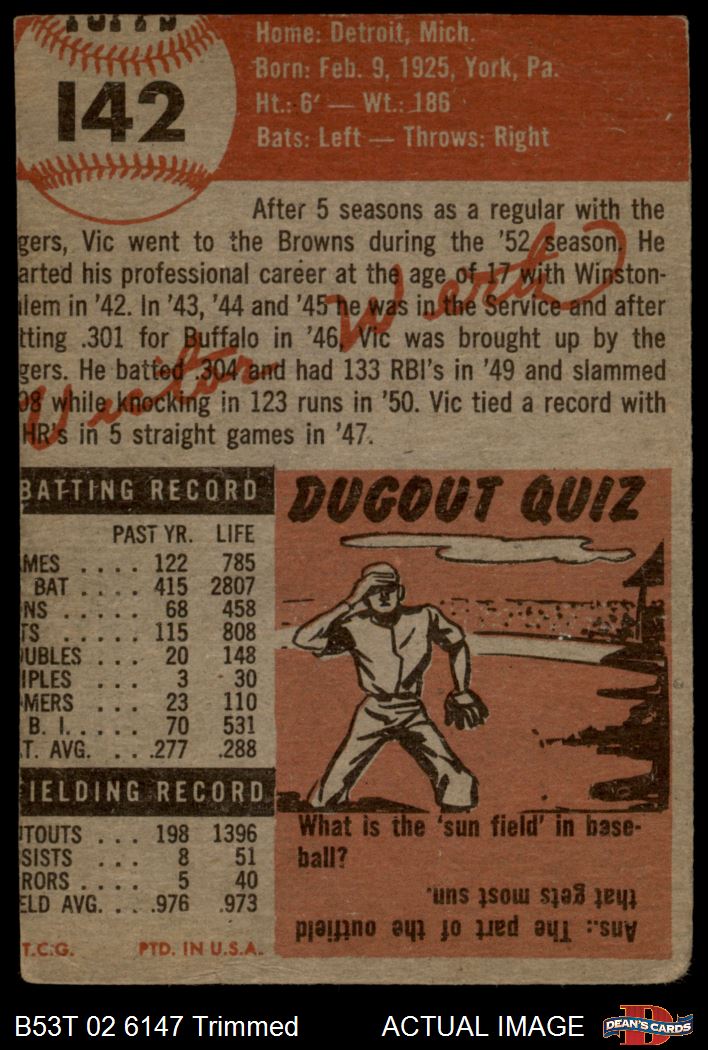 TOPPS
142
Home: Detroit, Mich.
Born: Feb. 9, 1925, York, Pa.
Ht.: 6′ — Wt.: 186
Bats: Left — Throws: Right
After 5 seasons as a regular with the
gers, Vic went to the Browns during the '52 season. He
arted his professional career at the age of 17 with Winston-
lem in '42. In '43, '44 and '45 he was in the Service and after
tting .301 for Buffalo in '46, Vic was brought up by the
gers. He batted .304 and had 133 RBI's in '49 and slammed
08 while knocking in 123 runs in '50. Vic tied a record with
HR's in 5 straight games in '47.
Victor Wertz
BATTING RECORD
PAST YR. LIFE
MES .... 122 785
BAT .... 415 2807
NS ..... 68 458
TS ..... 115 808
UBLES ... 20 148
IPLES ... 3 30
MERS ... 23 110
B. I. .... 70 531
T. AVG. ... .277 .288
IELDING RECORD
TOUTS ... 198 1396
SISTS .... 8 51
RORS .... 5 40
ELD AVG. ... .976 .973
T.C.G. PTD. IN U.S.A.
DUGOUT QUIZ
What is the 'sun field' in base-
ball?
Ans.: The part of the outfield
that gets most sun.
B53T 02 6147 Trimmed ACTUAL IMAGE
DEAN'S CARDS